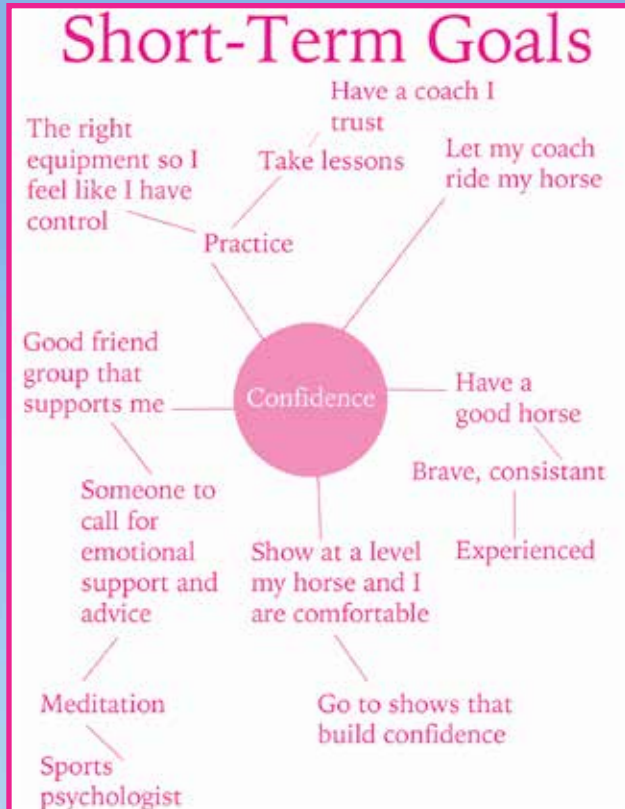 Short-Term Goals
Have a coach I
trust
The right
equipment so I
feel like I have
control
Take lessons
Let my coach
ride my horse
Practice
Good friend
group that
supports me
Confidence
Have a
good horse
Brave, consistant
Experienced
Someone to
call for
emotional
support and
advice
Show at a level
my horse and I
are comfortable
Meditation
Go to shows that
build confidence
Sports
psychologist